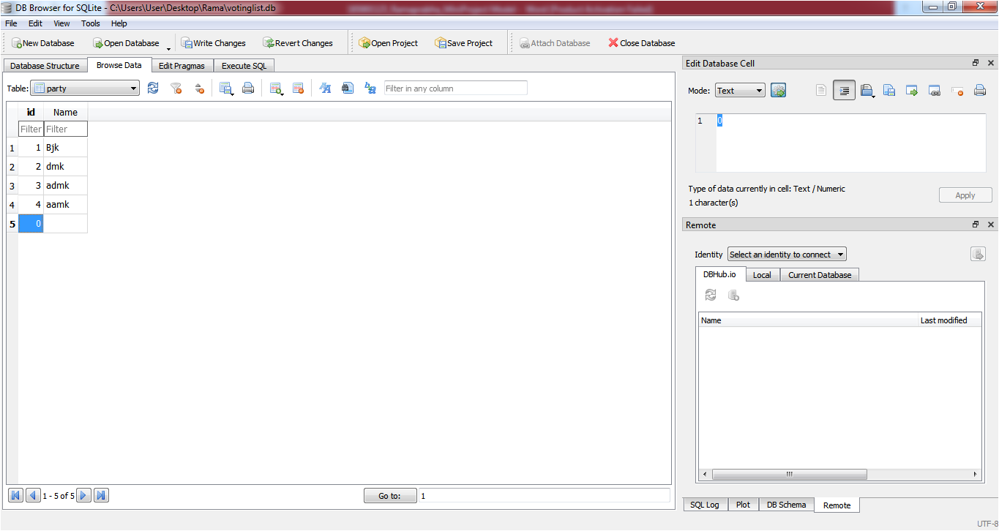 DB Browser for SQLite - C:\Users\User\Desktop\Rama\votinglist.db
File Edit View Tools Help
New Database Open Database Write Changes Revert Changes Open Project Save Project Attach Database Close Database
Database Structure Browse Data Edit Pragmas Execute SQL
Table: party Filter in any column
id Name
Filter Filter
1 1 Bjk
2 2 dmk
3 3 admk
4 4 aamk
5 0
1 - 5 of 5 Go to: 1
Edit Database Cell
Mode: Text
1 0
Type of data currently in cell: Text / Numeric
1 character(s)
Apply
Remote
Identity Select an identity to connect
DBHub.io Local Current Database
Name Last modified
SQL Log Plot DB Schema Remote
UTF-8